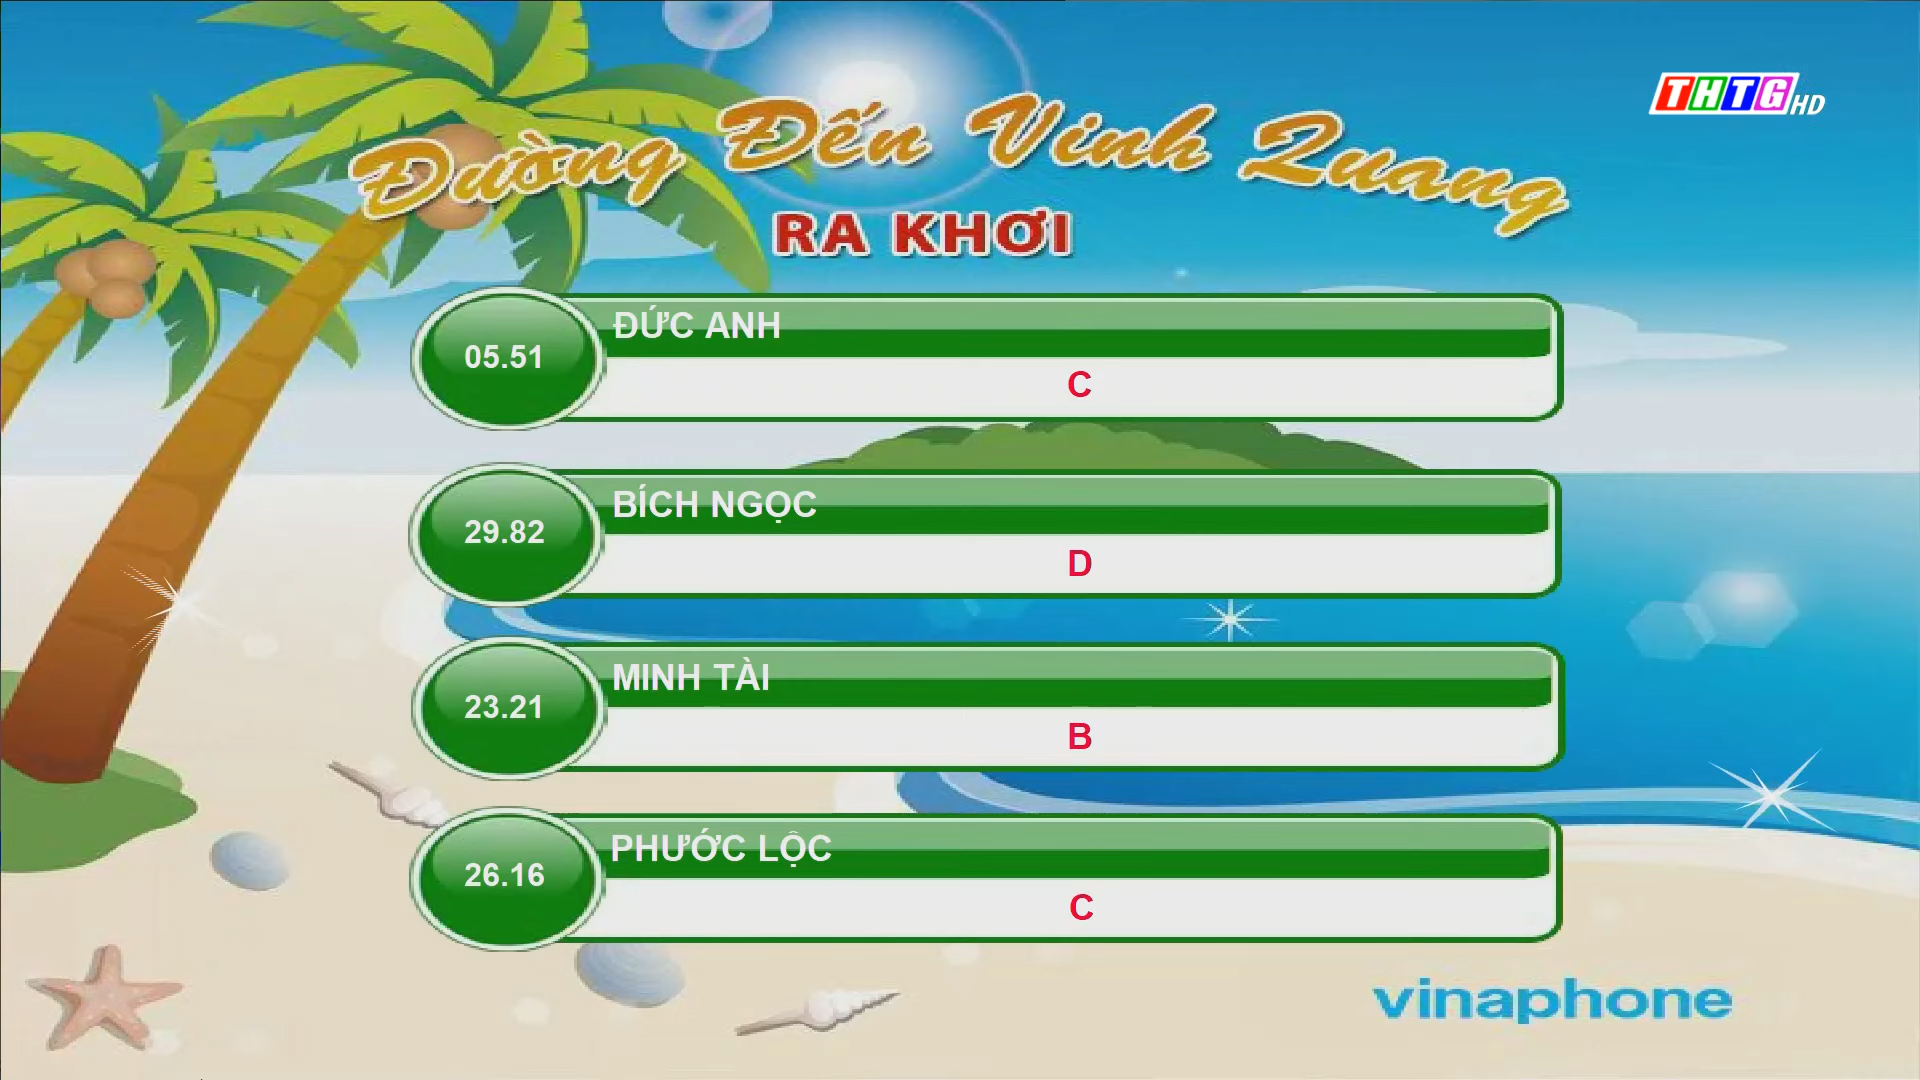 THTG HD
Đường Đến Vinh Quang
RA KHƠI
ĐỨC ANH
05.51
C
BÍCH NGỌC
29.82
D
MINH TÀI
23.21
B
PHƯỚC LỘC
26.16
C
vinaphone